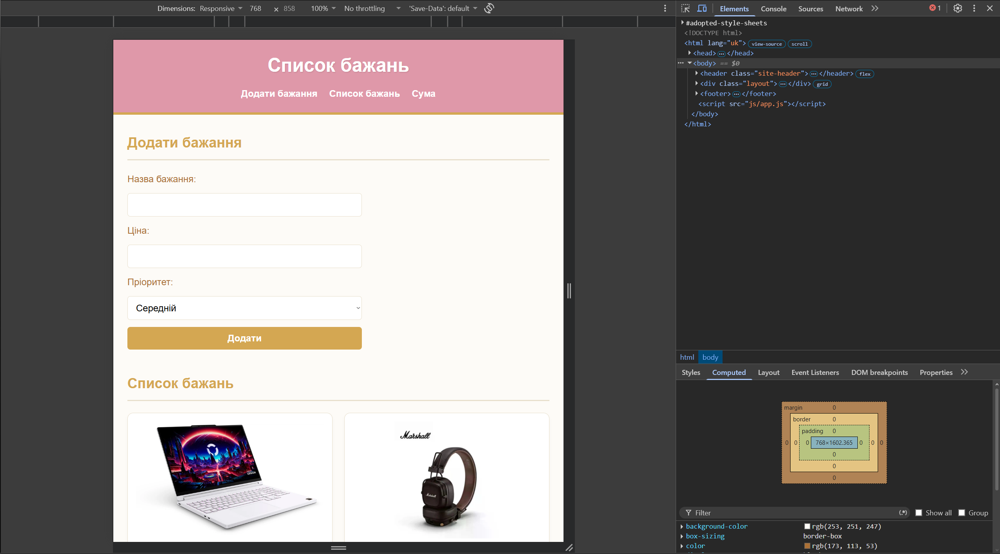 Dimensions: Responsive 768 × 858 100% No throttling 'Save-Data': default
Список бажань
Додати бажання Список бажань Сума
Додати бажання
Назва бажання:
Ціна:
Пріоритет:
Середній
Додати
Список бажань
Marshall
Marshall
LEGION
Elements Console Sources Network 1
#adopted-style-sheets
<!DOCTYPE html>
<html lang="uk"> view-source scroll
<head> ••• </head>
••• <body> == $0
<header class="site-header"> ••• </header> flex
<div class="layout"> ••• </div> grid
<footer> ••• </footer>
<script src="js/app.js"></script>
</body>
</html>
html body
Styles Computed Layout Event Listeners DOM breakpoints Properties
margin 0
border 0
padding 0
0 0 0 768×1602.365 0 0 0
0
0
0
Filter (.*) Show all Group
background-color rgb(253, 251, 247)
box-sizing border-box
color rgb(173, 113, 53)